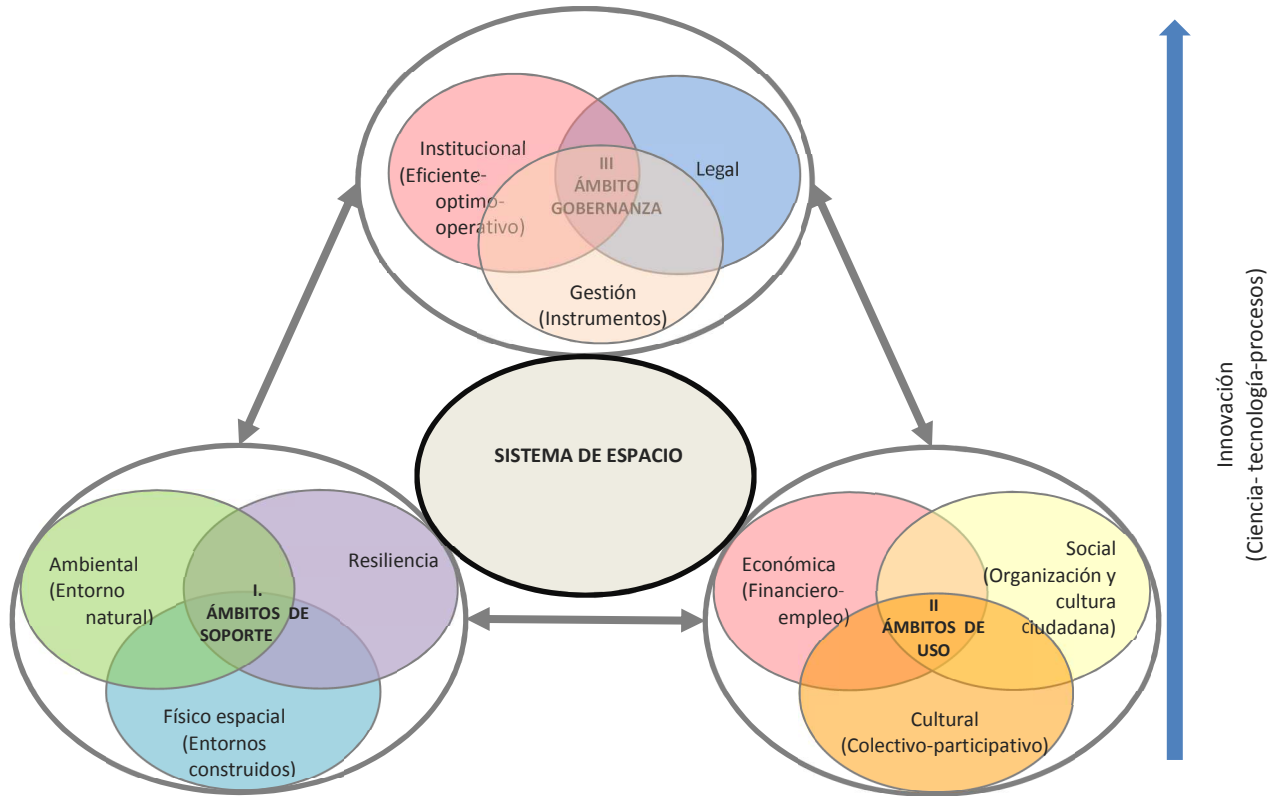 Institucional
(Eficiente-
optimo-
operativo)
III
ÁMBITO
GOBERNANZA
Legal
Gestión
(Instrumentos)
SISTEMA DE ESPACIO
Ambiental
(Entorno
natural)
Resiliencia
I.
ÁMBITOS DE
SOPORTE
Físico espacial
(Entornos
construidos)
Económica
(Financiero-
empleo)
Social
(Organización y
cultura
ciudadana)
II
ÁMBITOS DE
USO
Cultural
(Colectivo-participativo)
Innovación
(Ciencia- tecnología-procesos)